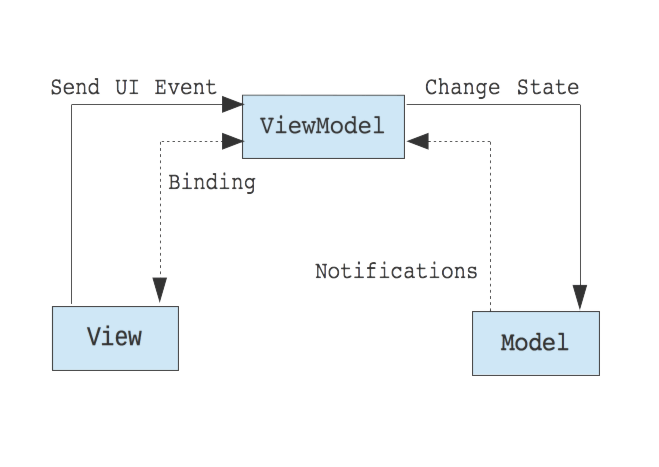 Send UI Event
Change State
ViewModel
Binding
Notifications
View
Model